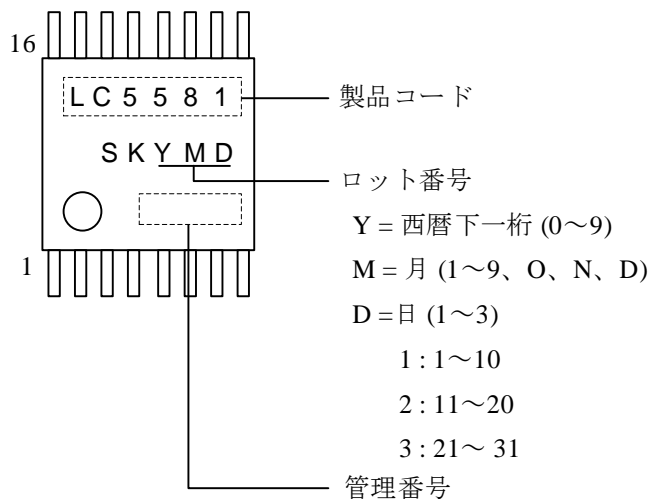 16
LC5581
製品コード
SKYMD
ロット番号
Y = 西暦下一桁 (0～9)
M = 月 (1～9、O、N、D)
1
D =日 (1～3)
1 : 1～10
2 : 11～20
3 : 21～ 31
管理番号